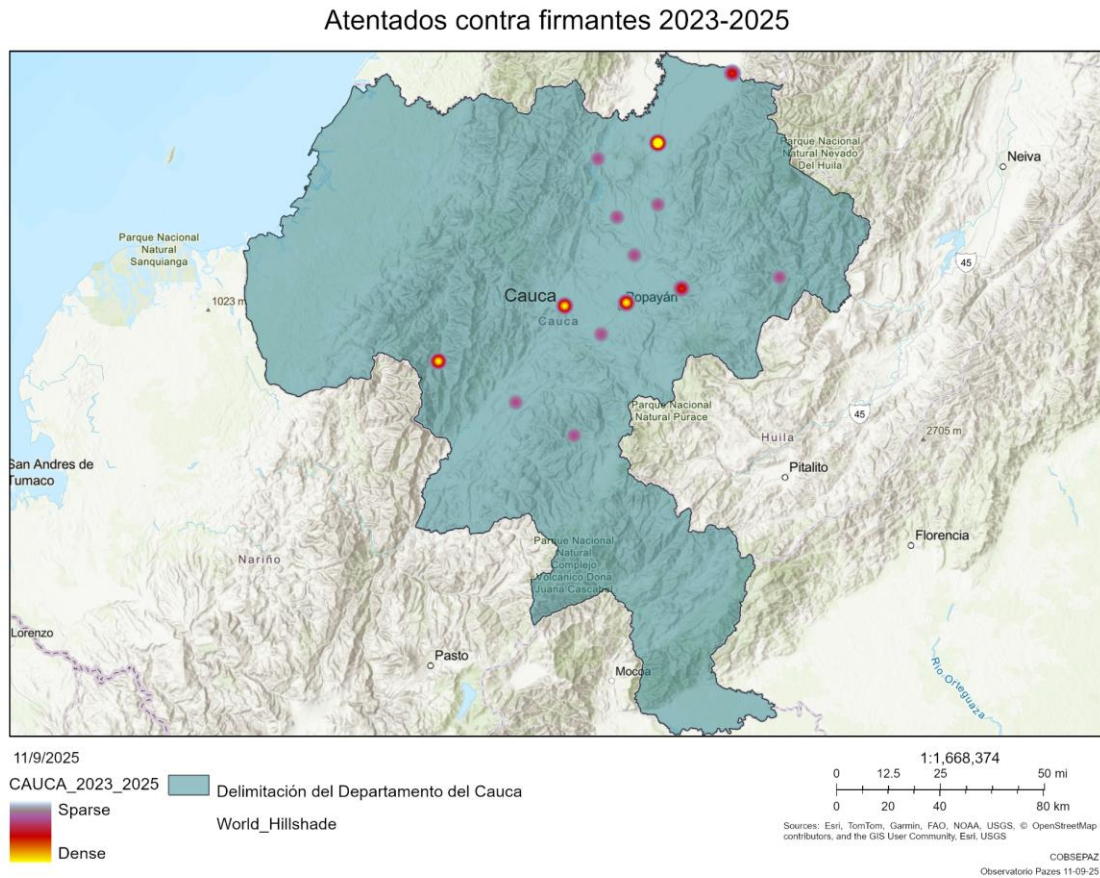 Atentados contra firmantes 2023-2025
Parque Nacional
Natural Nevado
Del Huila
Neiva
Parque Nacional
Natural
Sanquianga
45
1023 m
Cauca
Popayán
Cauca
Parque Nacional
Natural Puracé
45
2705 m
Huila
San Andres de
Tumaco
Pitalito
Florencia
Parque Nacional
Natural
Complejo
Volcanico Dona
Juana Cascabel
Nariño
Lorenzo
Pasto
Mocoa
Rio Orteguaza
11/9/2025
CAUCA_2023_2025
Sparse
Dense
Delimitación del Departamento del Cauca
World_Hillshade
1:1,668,374
0 12.5 25 50 mi
0 20 40 80 km
Sources: Esri, TomTom, Garmin, FAO, NOAA, USGS, © OpenStreetMap
contributors, and the GIS User Community, Esri, USGS
COBSEPAZ
Observatorio Pazes 11-09-25